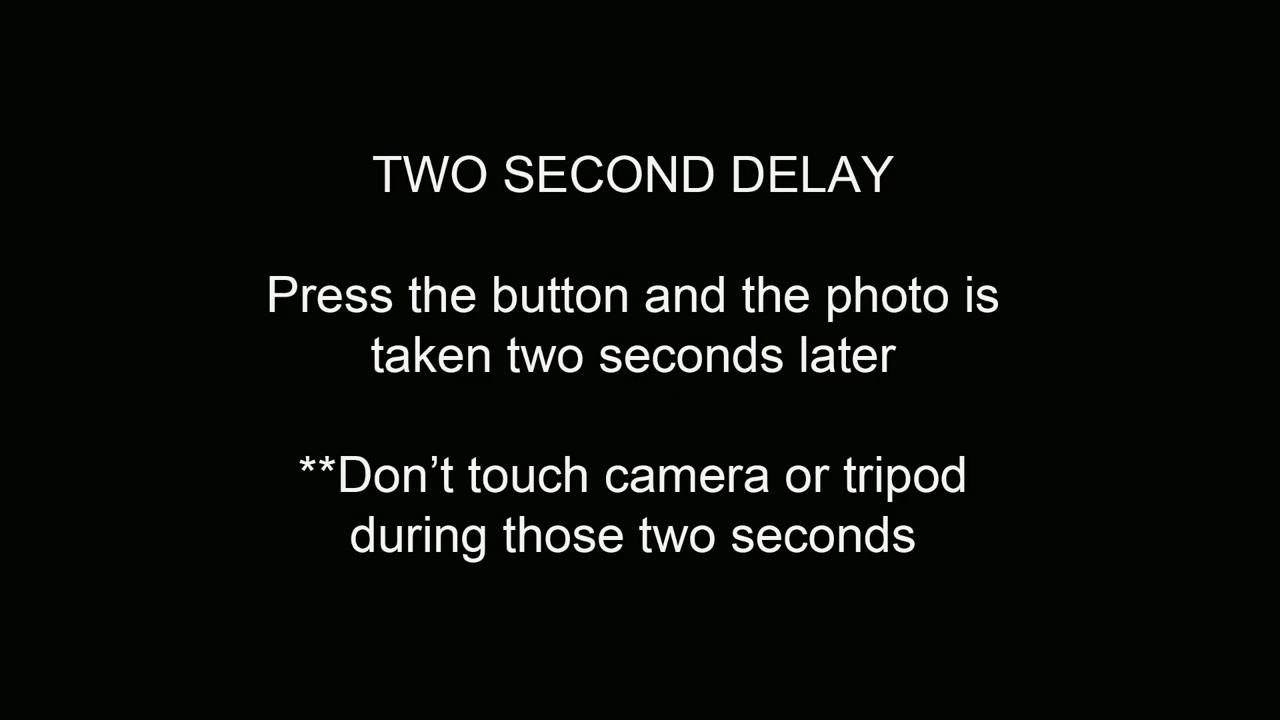 TWO SECOND DELAY
Press the button and the photo is
taken two seconds later
**Don’t touch camera or tripod
during those two seconds